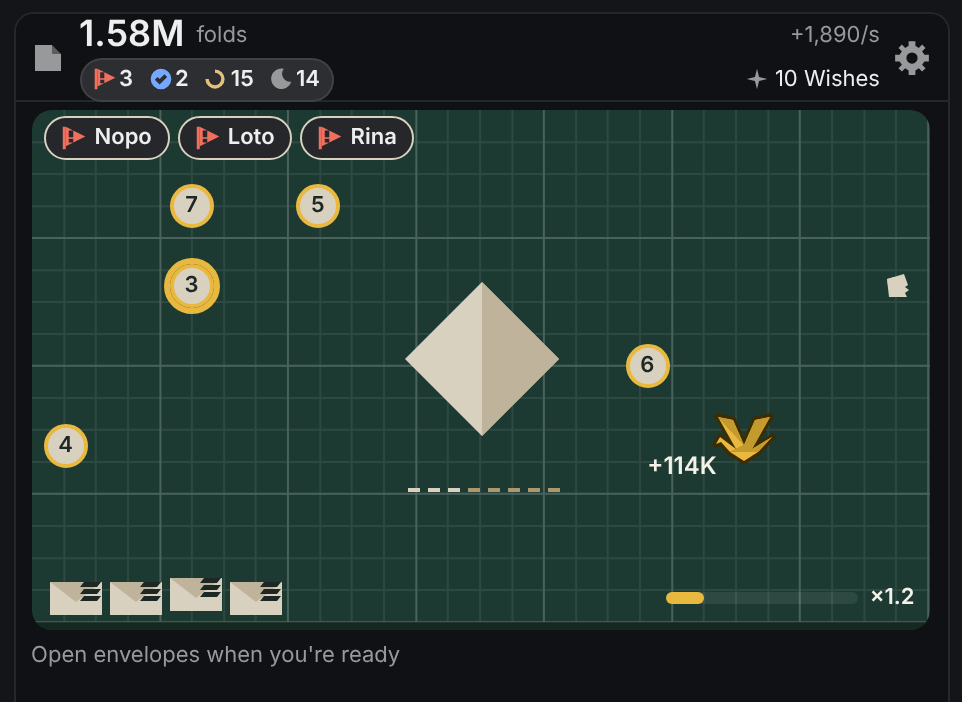 1.58M folds
+1,890/s
3 2 15 14
10 Wishes
Nopo Loto Rina
7 5
3
6
4
+114K
×1.2
Open envelopes when you're ready